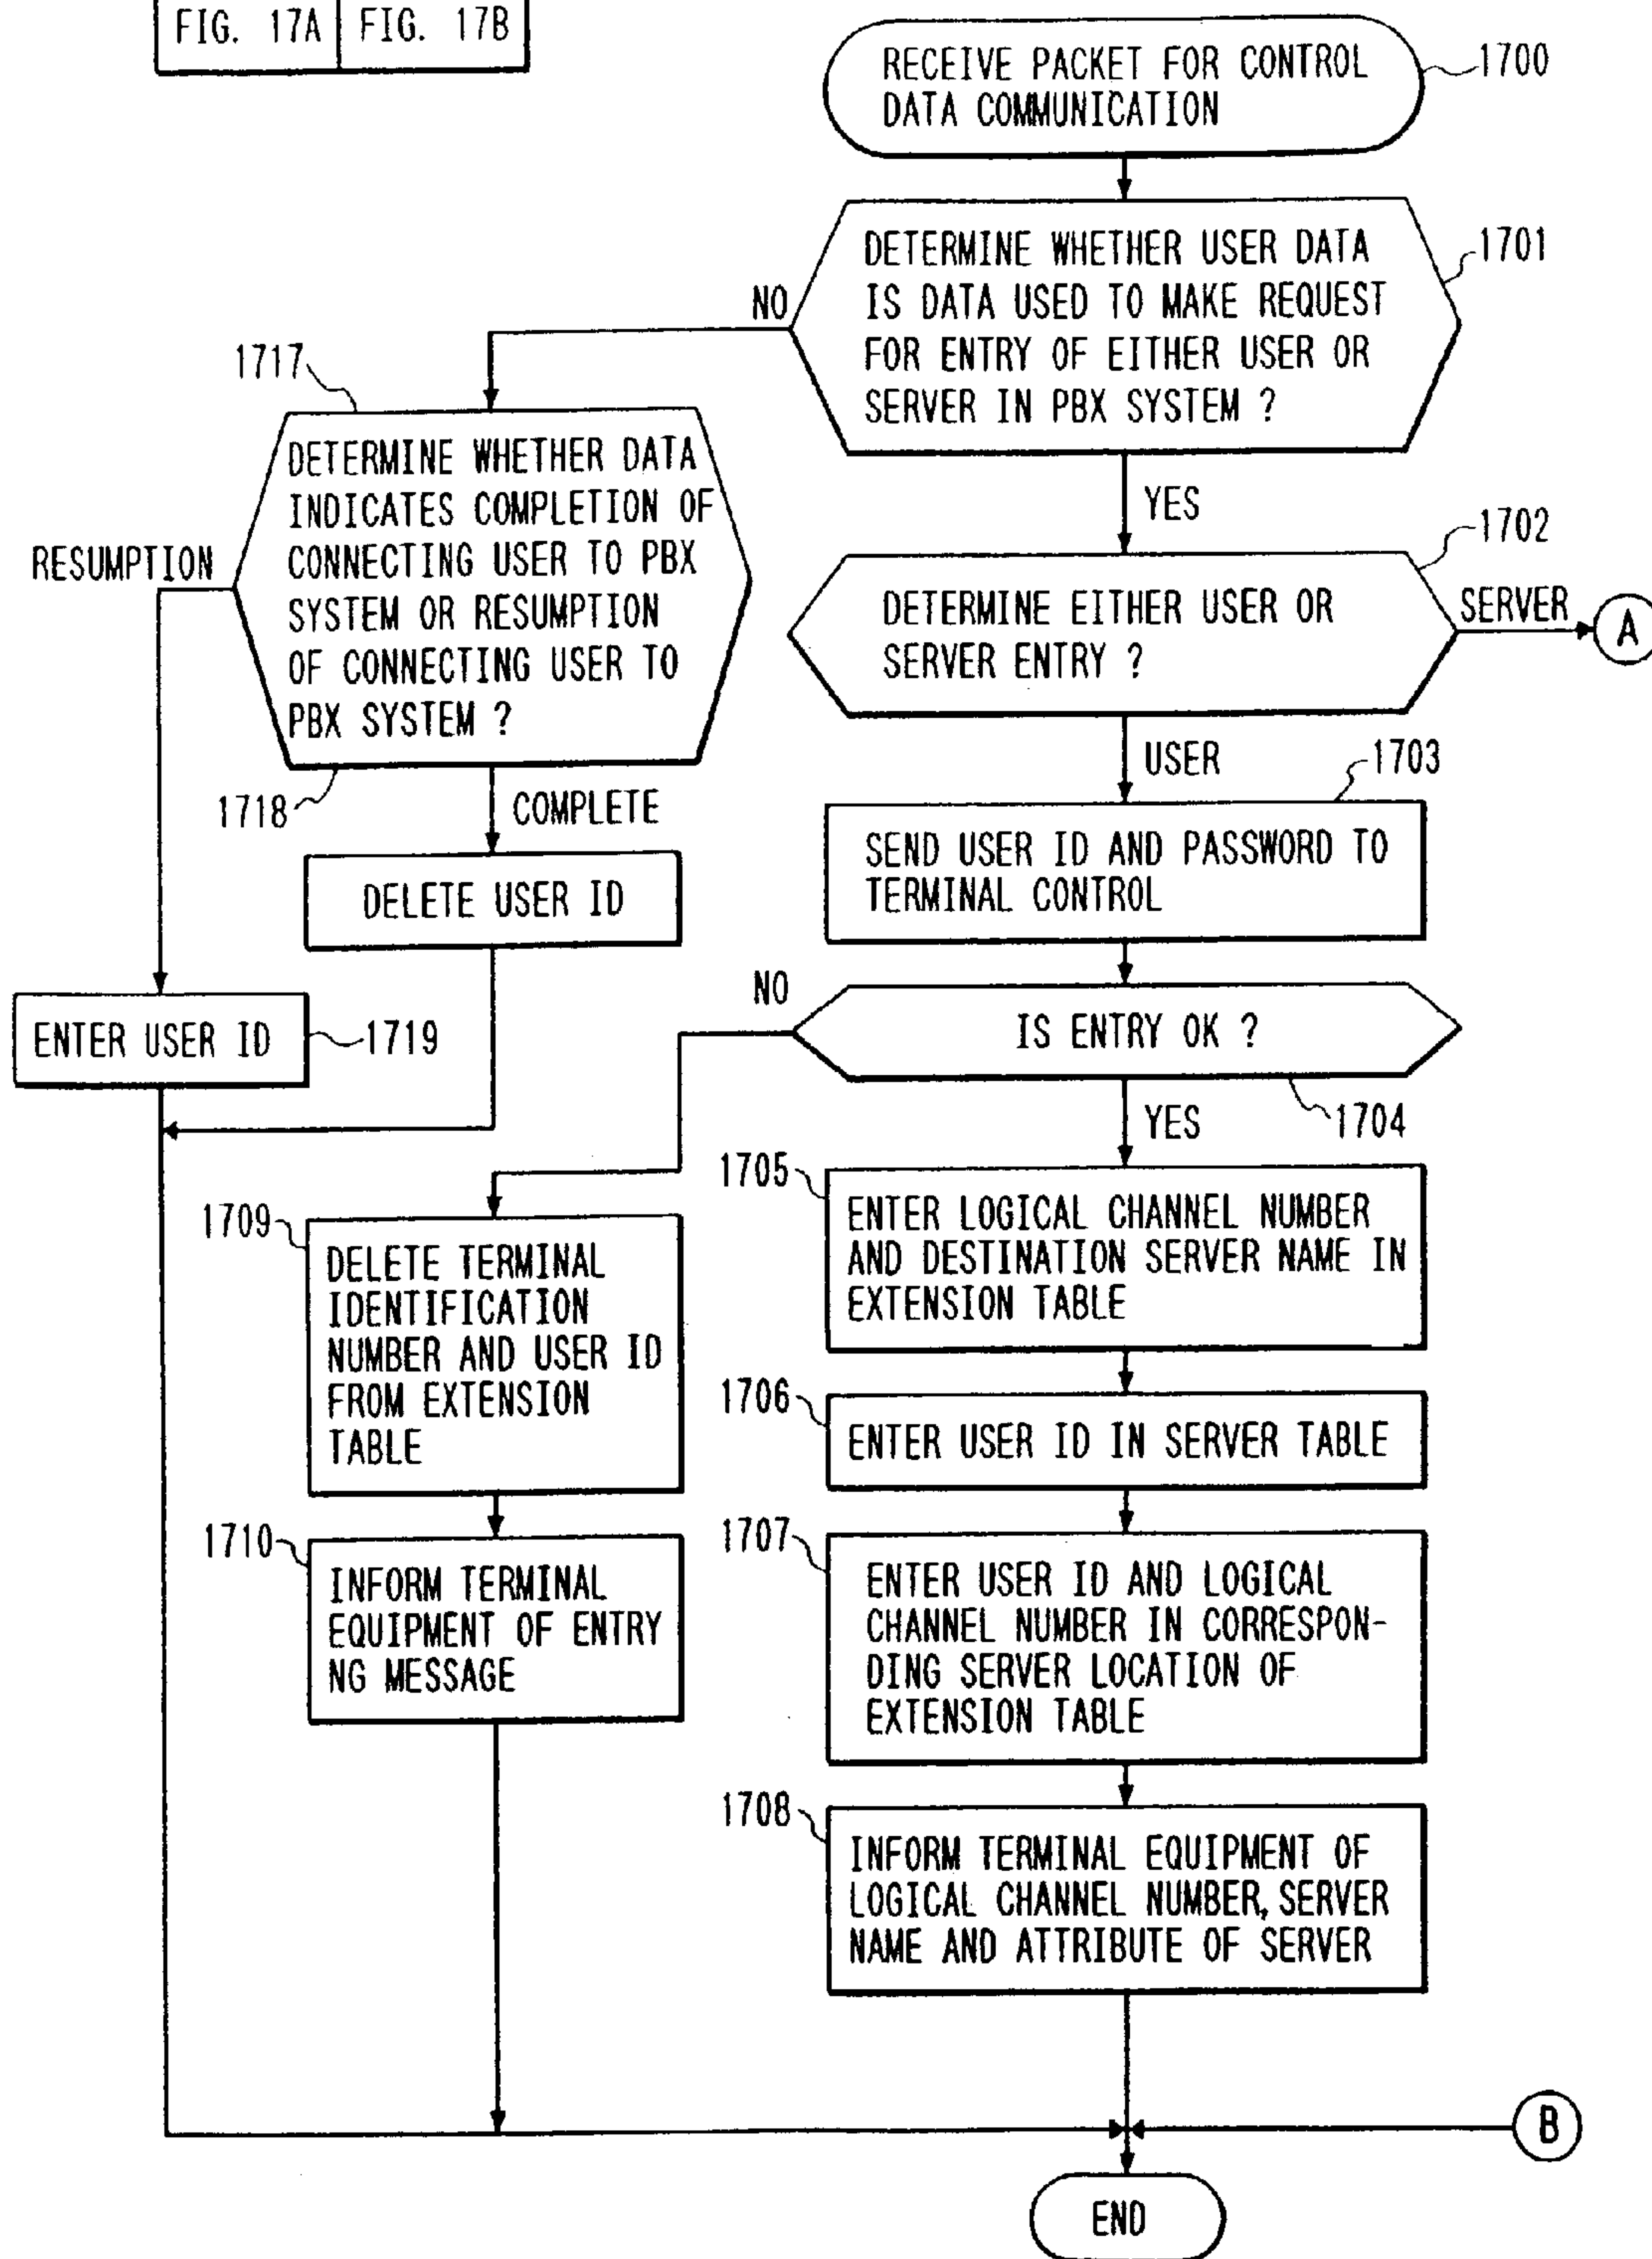 FIG. 17A FIG. 17B
RECEIVE PACKET FOR CONTROL
DATA COMMUNICATION
1700
DETERMINE WHETHER USER DATA
IS DATA USED TO MAKE REQUEST
FOR ENTRY OF EITHER USER OR
SERVER IN PBX SYSTEM ?
1701
NO
YES
1717
DETERMINE WHETHER DATA
INDICATES COMPLETION OF
CONNECTING USER TO PBX
SYSTEM OR RESUMPTION
OF CONNECTING USER TO
PBX SYSTEM ?
RESUMPTION
1718
COMPLETE
DELETE USER ID
ENTER USER ID
1719
1702
DETERMINE EITHER USER OR
SERVER ENTRY ?
SERVER
A
USER
1703
SEND USER ID AND PASSWORD TO
TERMINAL CONTROL
NO
IS ENTRY OK ?
1704
YES
1705
ENTER LOGICAL CHANNEL NUMBER
AND DESTINATION SERVER NAME IN
EXTENSION TABLE
1709
DELETE TERMINAL
IDENTIFICATION
NUMBER AND USER ID
FROM EXTENSION
TABLE
1706
ENTER USER ID IN SERVER TABLE
1710
INFORM TERMINAL
EQUIPMENT OF ENTRY
NG MESSAGE
1707
ENTER USER ID AND LOGICAL
CHANNEL NUMBER IN CORRESPON-
DING SERVER LOCATION OF
EXTENSION TABLE
1708
INFORM TERMINAL EQUIPMENT OF
LOGICAL CHANNEL NUMBER, SERVER
NAME AND ATTRIBUTE OF SERVER
B
END